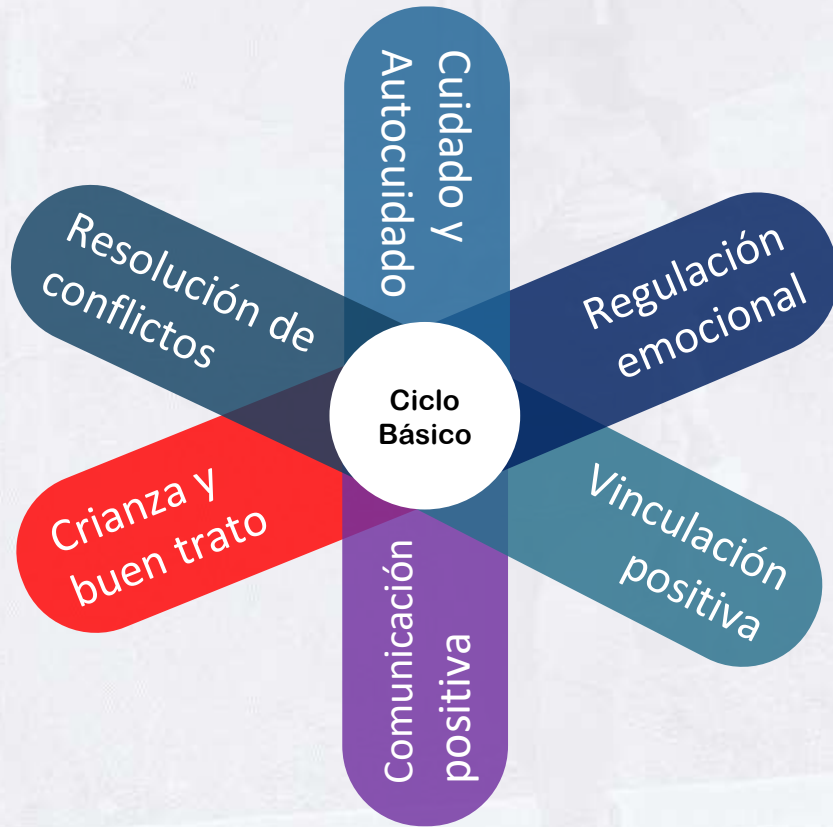 Cuidado y
Autocuidado
Regulación
emocional
Vinculación
positiva
Comunicación
positiva
Crianza y
buen trato
Resolución de
conflictos
Ciclo
Básico